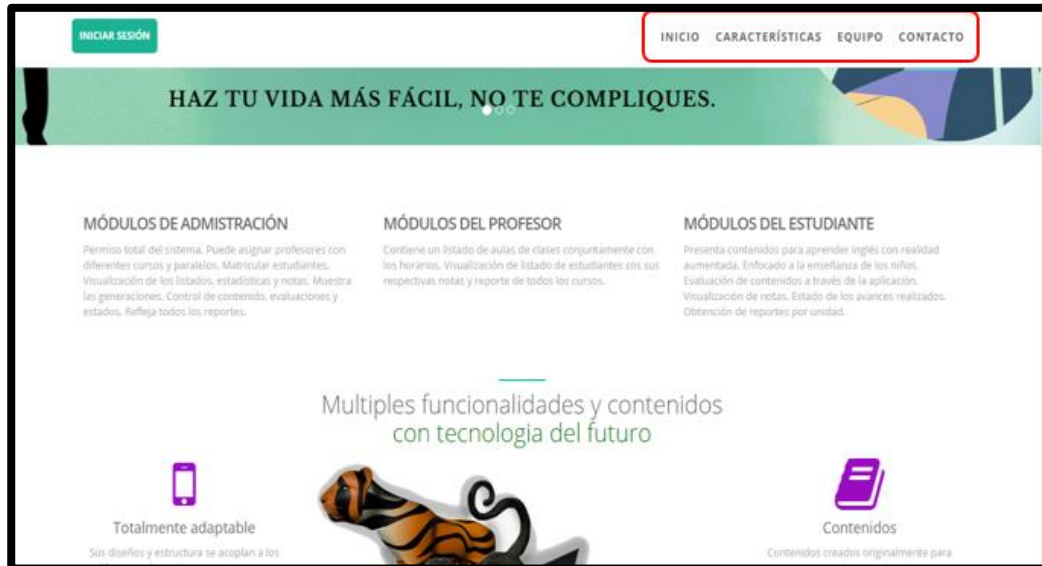 INICIAR SESIÓN
INICIO CARACTERÍSTICAS EQUIPO CONTACTO
HAZ TU VIDA MÁS FÁCIL, NO TE COMPLIQUES.
MÓDULOS DE ADMISTRACIÓN
Permiso total del sistema. Puede asignar profesores con
diferentes cursos y paralelos. Matricular estudiantes.
Visualización de los listados, estadísticas y notas. Muestra
las generaciones. Control de contenido, evaluaciones y
estados. Refleja todos los reportes.
MÓDULOS DEL PROFESOR
Contiene un listado de aulas de clases conjuntamente con
los horarios. Visualización de listado de estudiantes cos sus
respectivas notas y reporte de todos los cursos.
MÓDULOS DEL ESTUDIANTE
Presenta contenidos para aprender inglés con realidad
aumentada. Enfocado a la enseñanza de los niños.
Evaluación de contenidos a través de la aplicación.
Visualización de notas. Estado de los avances realizados.
Obtención de reportes por unidad.
Multiples funcionalidades y contenidos
con tecnologia del futuro
Totalmente adaptable
Sus diseños y estructura se acoplan a los
Contenidos
Contenidos creados originalmente para